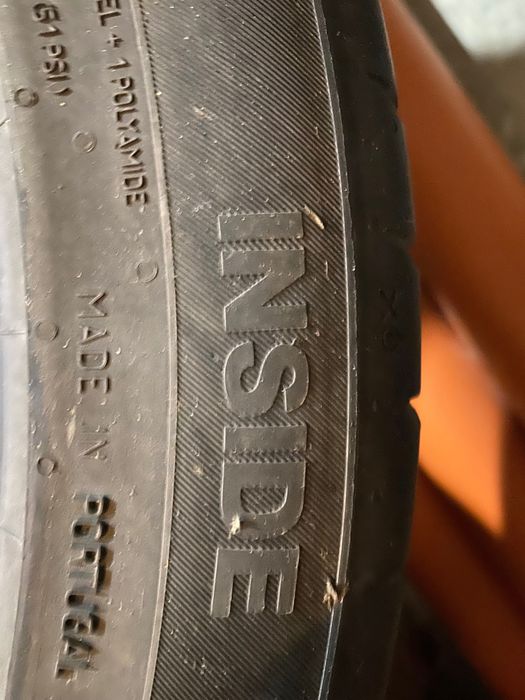 INSIDE
EL + 1 POLYAMIDE
51 PSI)
MADE IN PORTUGAL